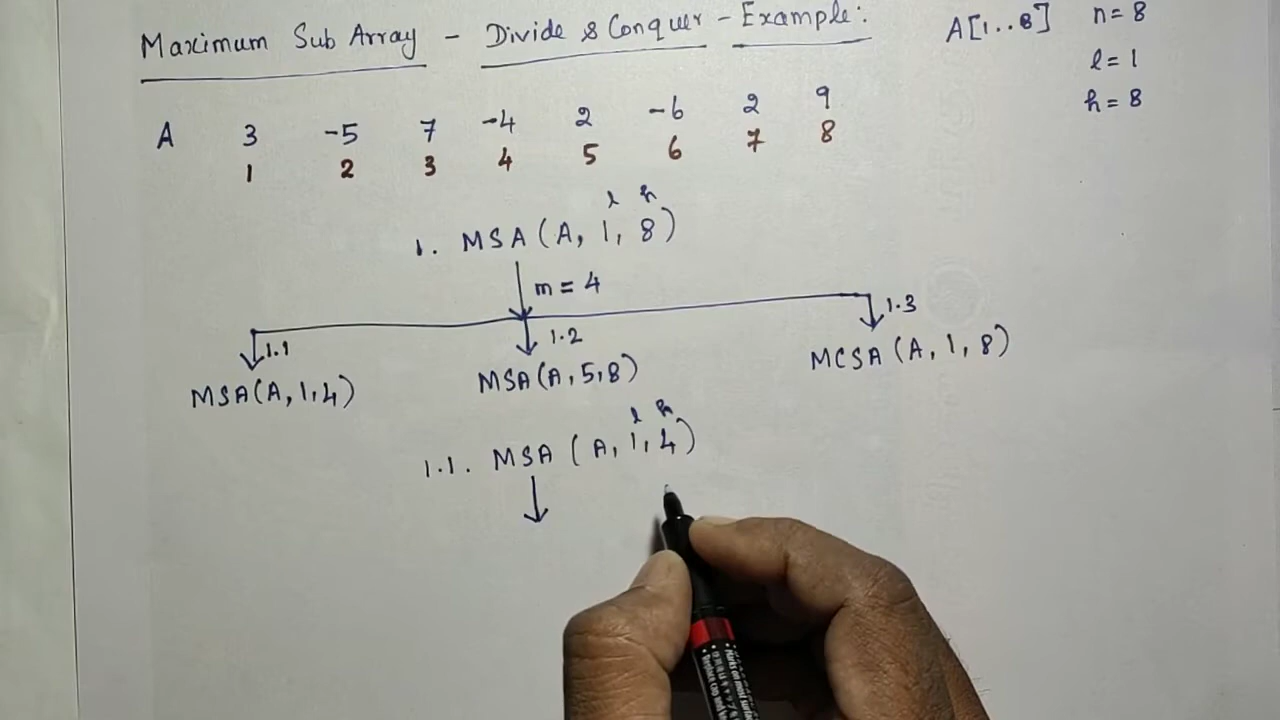 Maximum Sub Array - Divide & Conquer - Example:
A[1..8] n=8
l=1
h=8
A 3 -5 7 -4 2 -6 2 9
1 2 3 4 5 6 7 8
l h
1. MSA(A, 1, 8)
m = 4
1.1 1.2 1.3
MSA(A, 1, 4) MSA(A, 5, 8) MCSA(A, 1, 8)
l h
1.1. MSA(A, 1, 4)